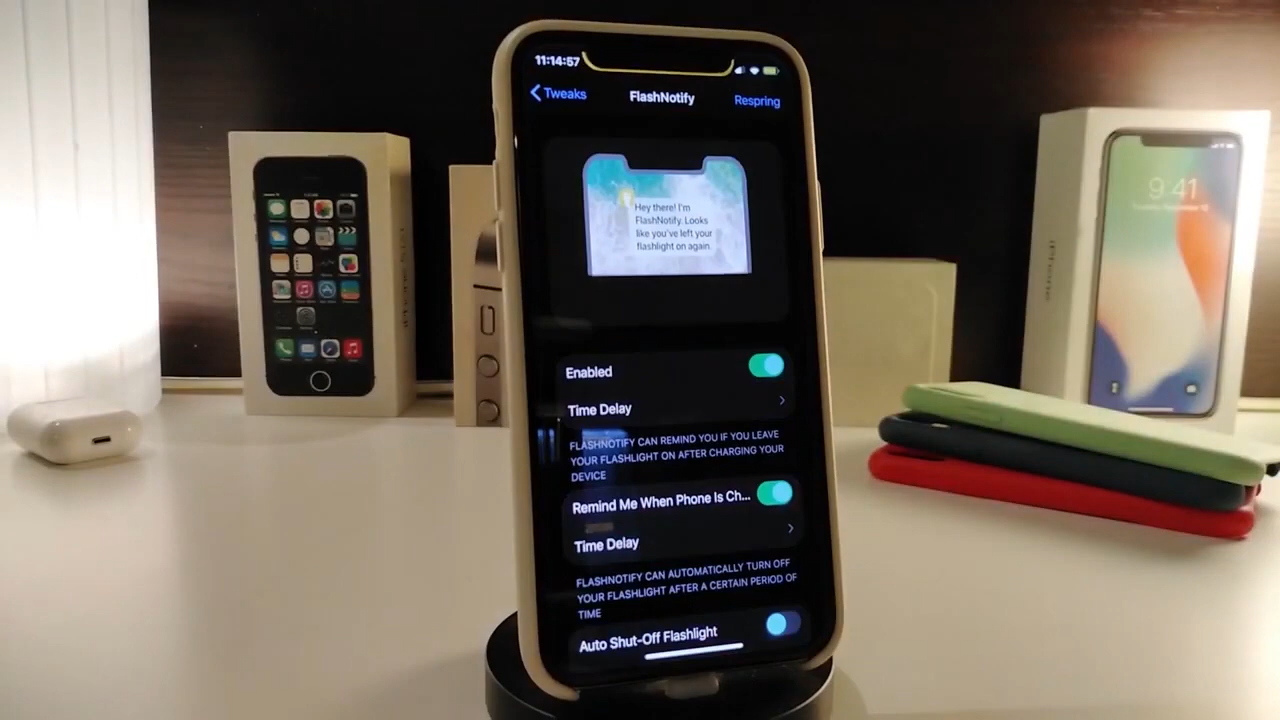 11:14:57
Tweaks
FlashNotify
Respring
Hey there! I'm
FlashNotify. Looks
like you've left your
flashlight on again.
Enabled
Time Delay
FLASHNOTIFY CAN REMIND YOU IF YOU LEAVE
YOUR FLASHLIGHT ON AFTER CHARGING YOUR
DEVICE
Remind Me When Phone Is Ch...
Time Delay
FLASHNOTIFY CAN AUTOMATICALLY TURN OFF
YOUR FLASHLIGHT AFTER A CERTAIN PERIOD OF
TIME
Auto Shut-Off Flashlight
9:41